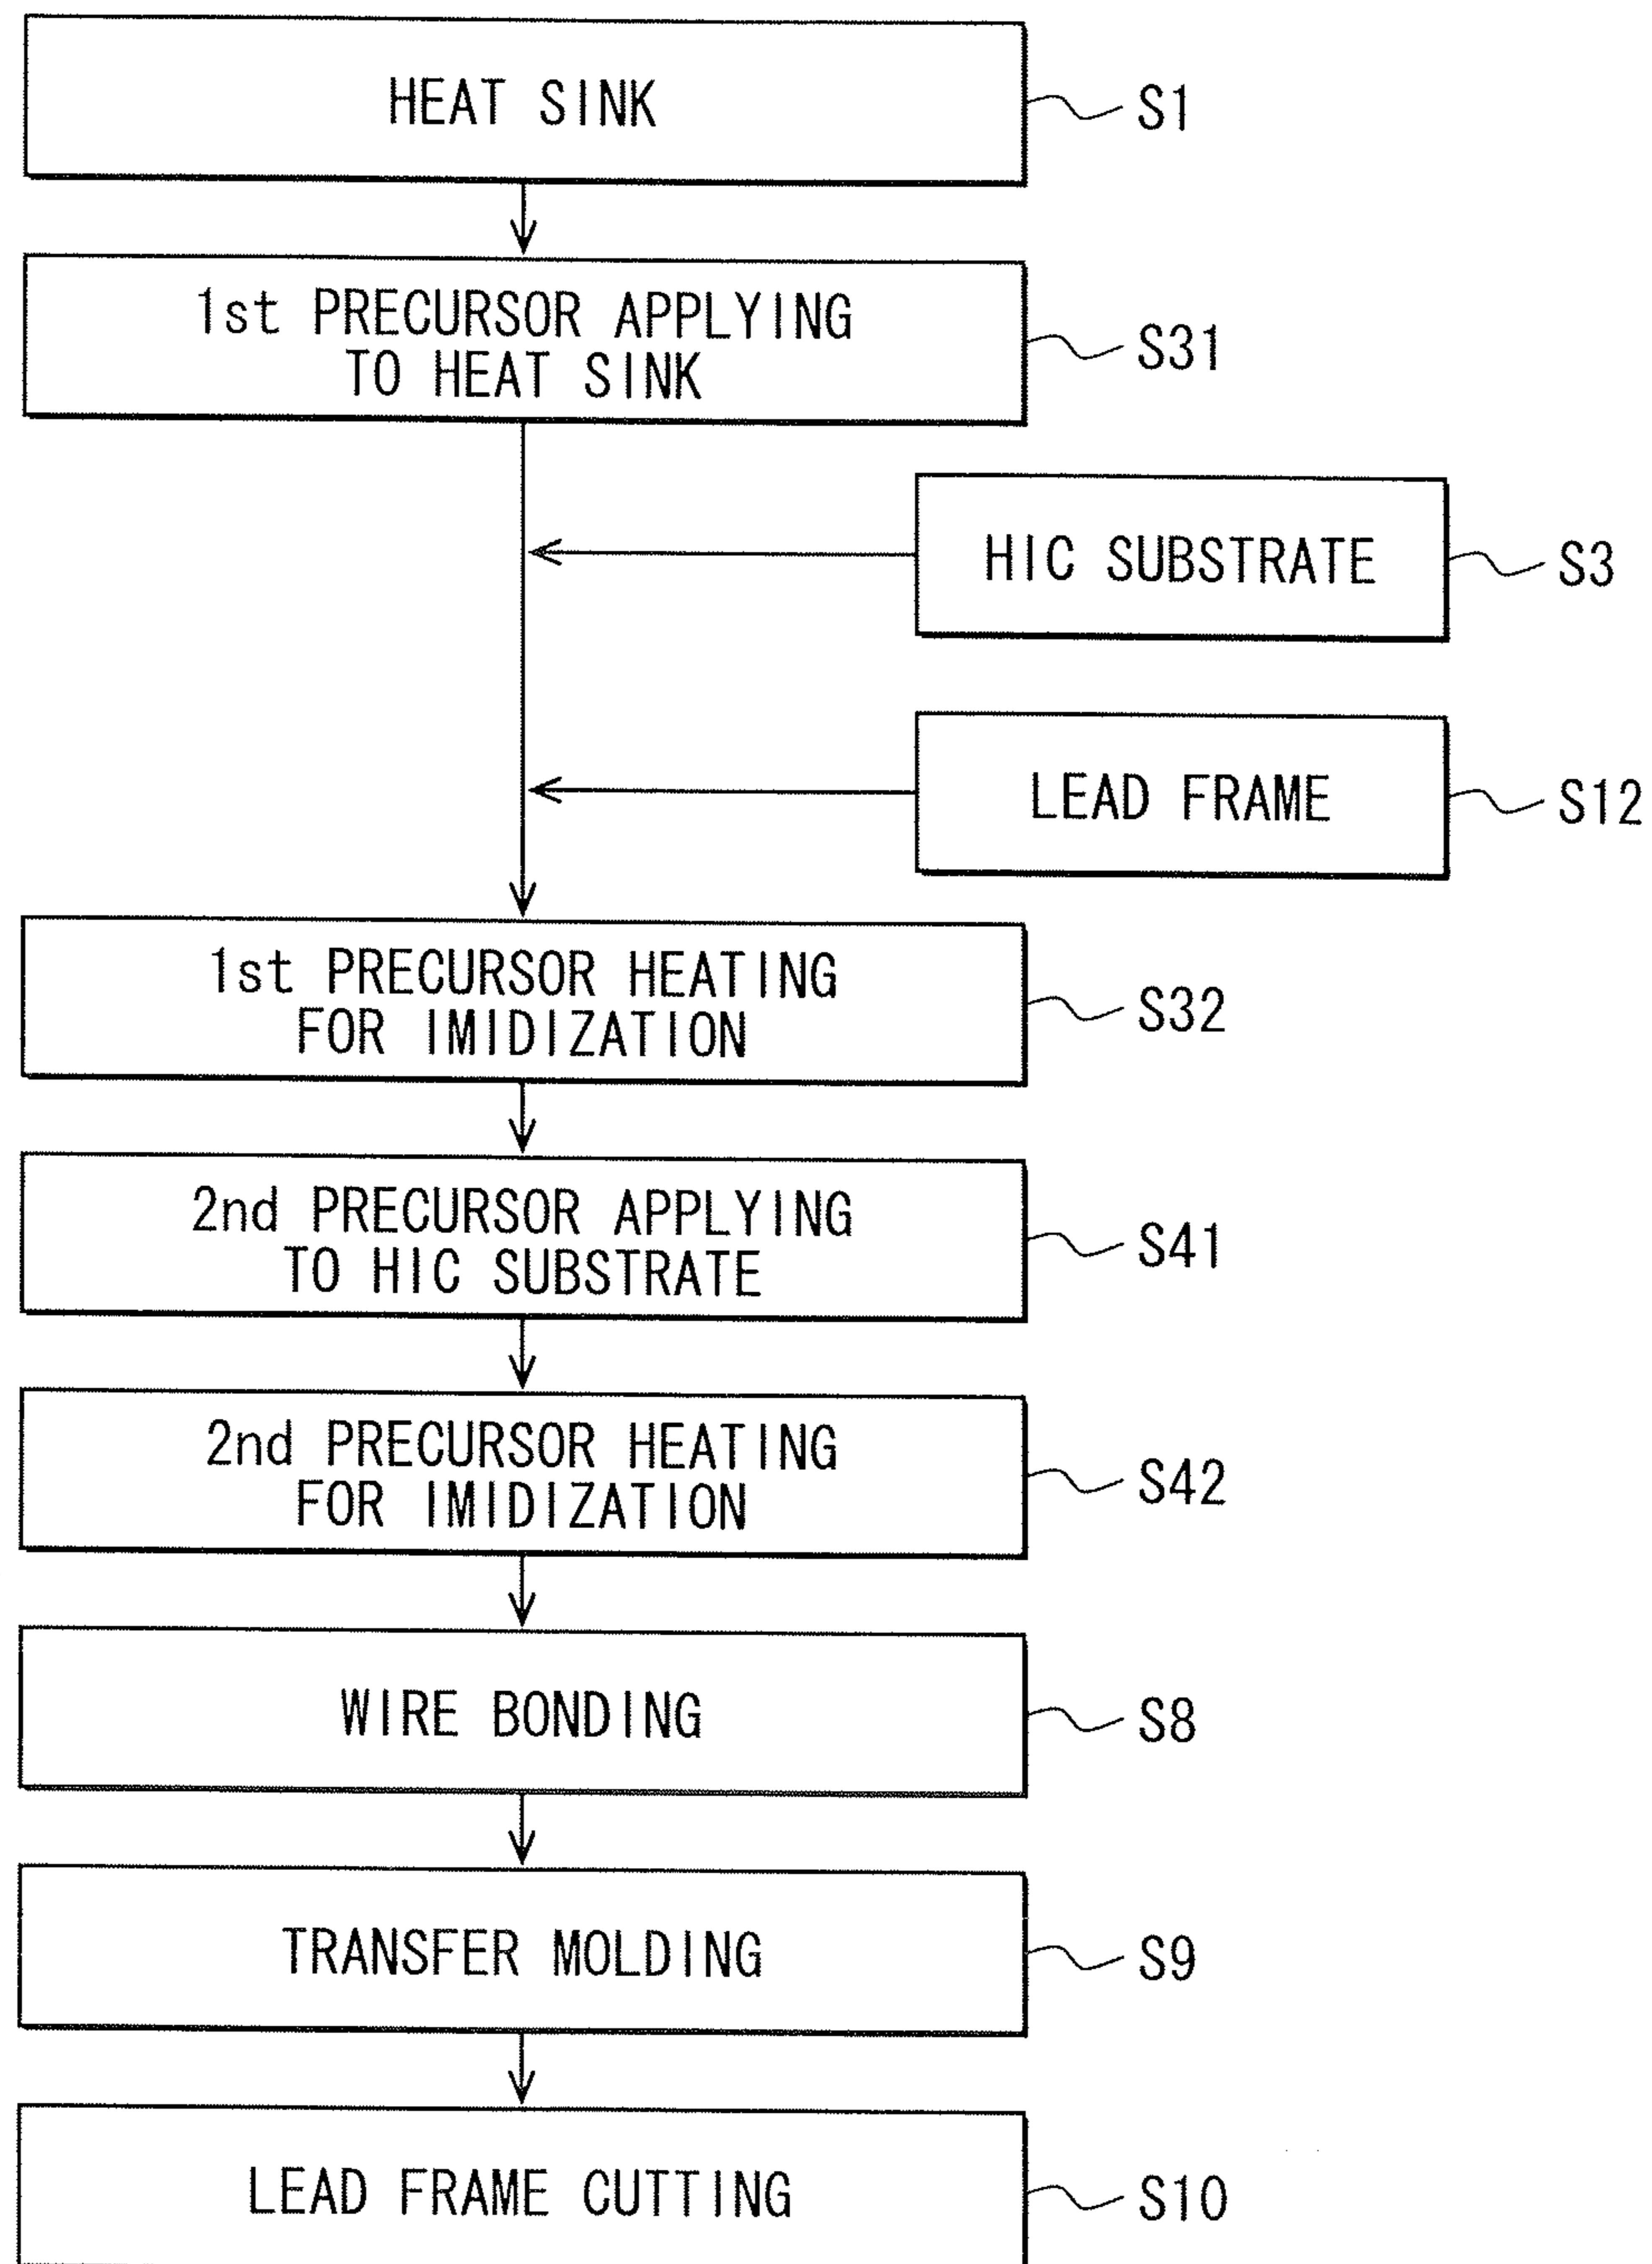 HEAT SINK
S1
1st PRECURSOR APPLYING
TO HEAT SINK
S31
HIC SUBSTRATE
S3
LEAD FRAME
S12
1st PRECURSOR HEATING
FOR IMIDIZATION
S32
2nd PRECURSOR APPLYING
TO HIC SUBSTRATE
S41
2nd PRECURSOR HEATING
FOR IMIDIZATION
S42
WIRE BONDING
S8
TRANSFER MOLDING
S9
LEAD FRAME CUTTING
S10